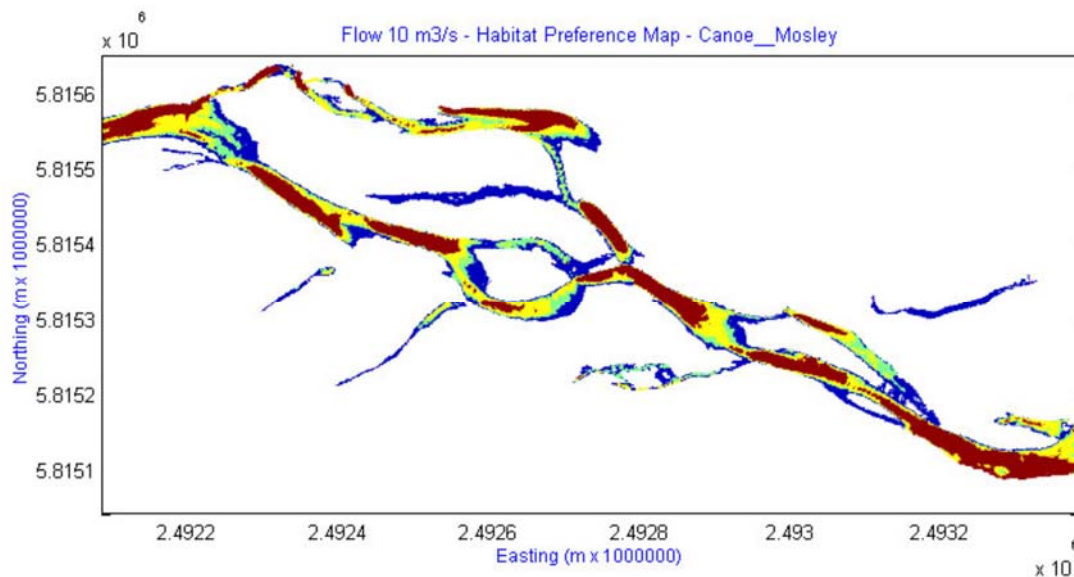 6
x 10
Flow 10 m3/s - Habitat Preference Map - Canoe__Mosley
5.8156
5.8155
5.8154
5.8153
5.8152
5.8151
Northing (m x 1000000)
2.4922 2.4924 2.4926 2.4928 2.493 2.4932
Easting (m x 1000000)
x 10